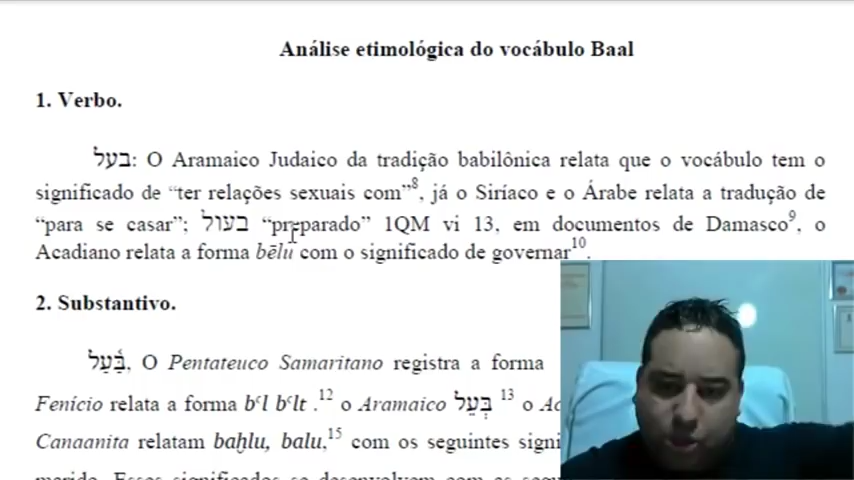 Análise etimológica do vocábulo Baal
1. Verbo.
בעל: O Aramaico Judaico da tradição babilônica relata que o vocábulo tem o
significado de “ter relações sexuais com”8, já o Siríaco e o Árabe relata a tradução de
“para se casar”; בעול “preparado” 1QM vi 13, em documentos de Damasco9, o
Acadiano relata a forma bēlu com o significado de governar10.
2. Substantivo.
בַּ֫עַל, O Pentateuco Samaritano registra a forma
Fenício relata a forma bʿl bʿlt .12 o Aramaico בְּעֵל 13 o
Canaanita relatam baḫlu, balu,15 com os seguintes